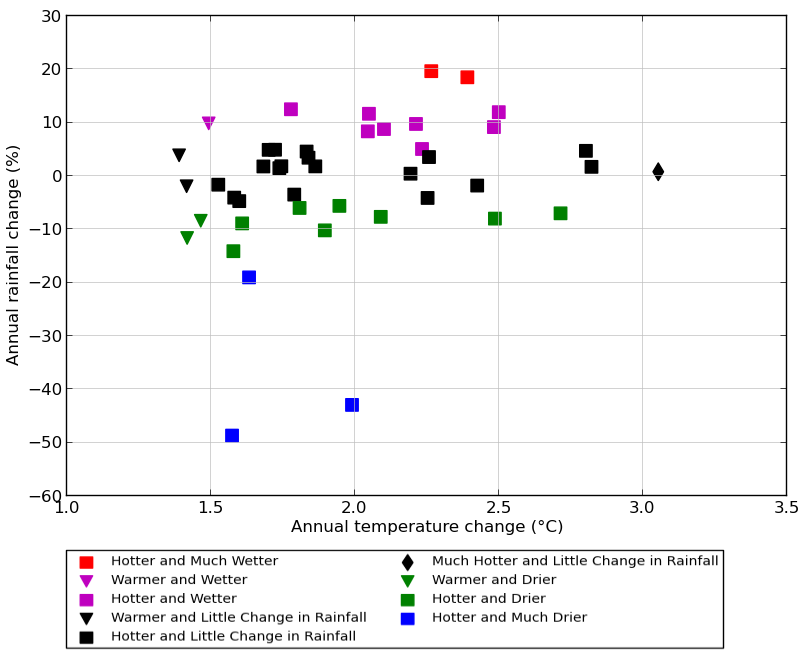 30
20
10
0
−10
−20
−30
−40
−50
−60
Annual rainfall change (%)
1.0 1.5 2.0 2.5 3.0 3.5
Annual temperature change (°C)
Hotter and Much Wetter
Warmer and Wetter
Hotter and Wetter
Warmer and Little Change in Rainfall
Hotter and Little Change in Rainfall
Much Hotter and Little Change in Rainfall
Warmer and Drier
Hotter and Drier
Hotter and Much Drier